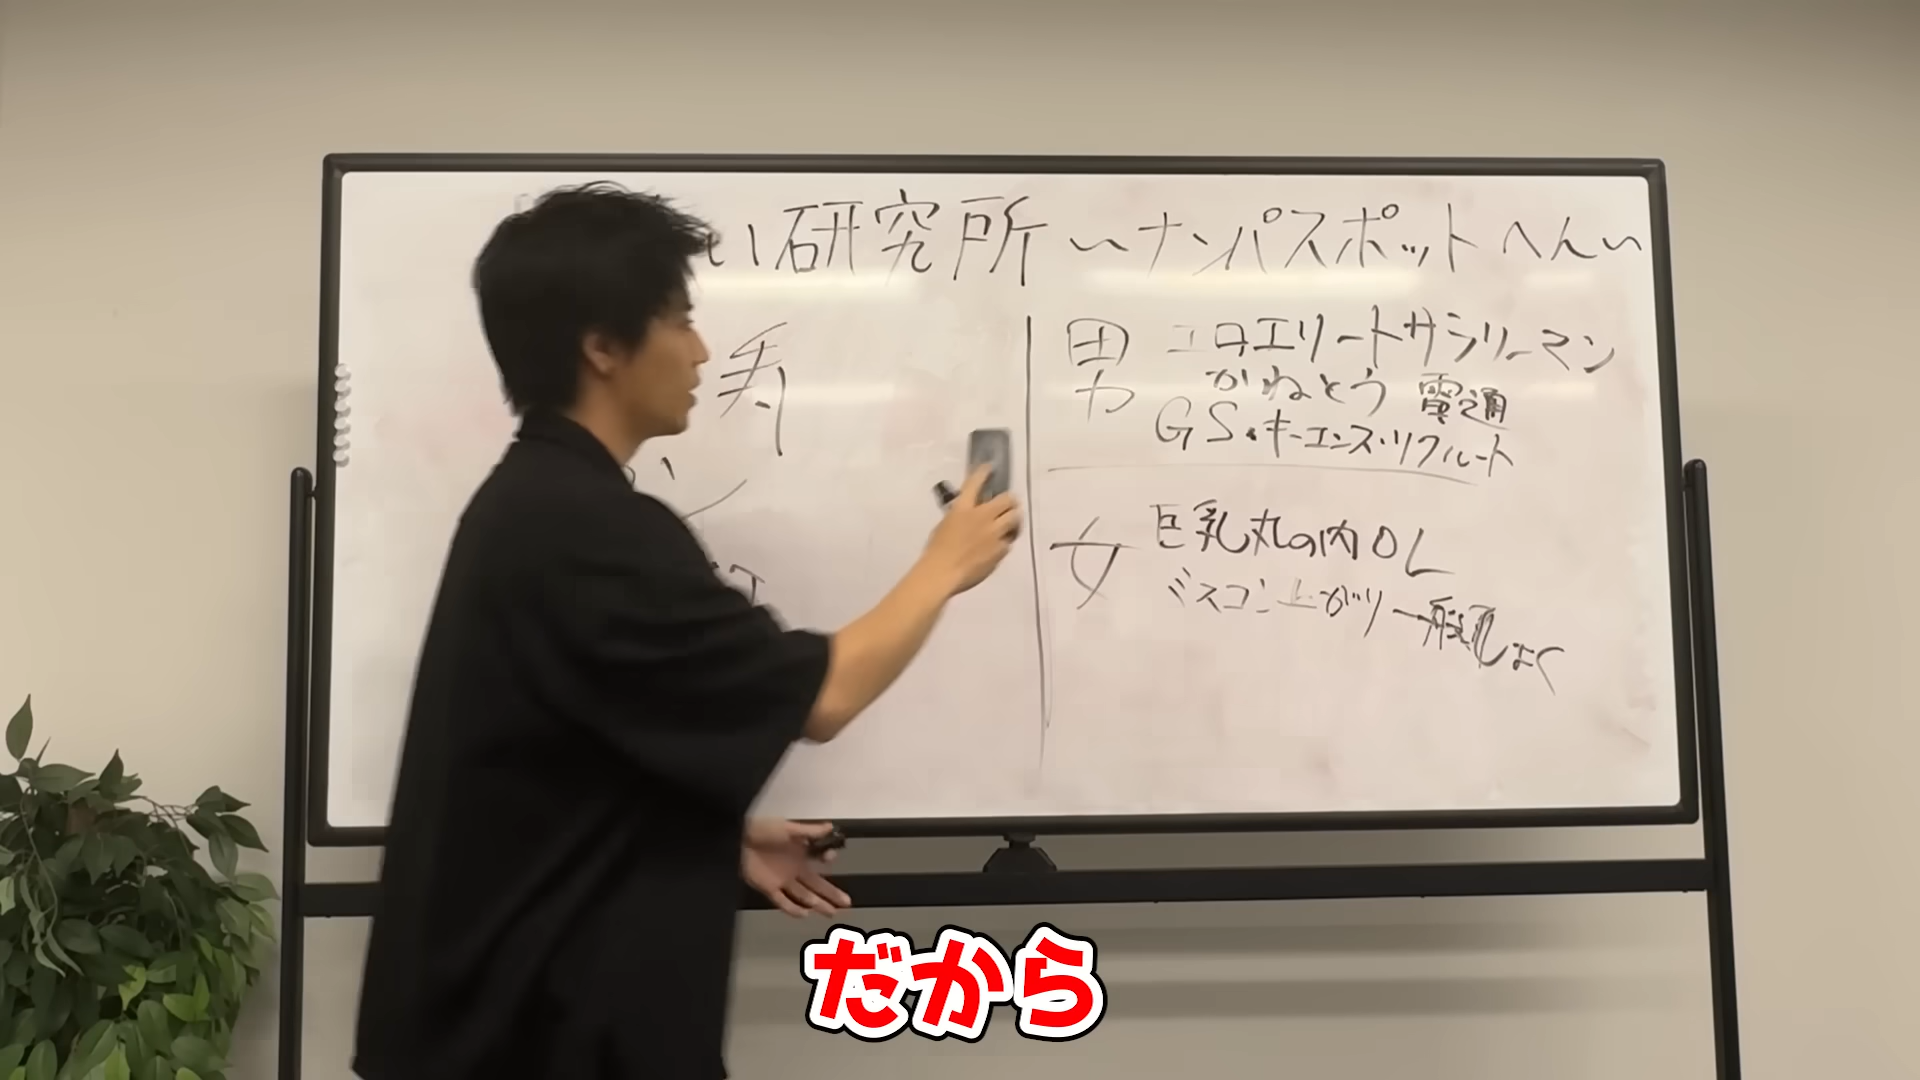 い研究所 〜ナンパスポットへん〜
寿
男 エロエリートサラリーマン
かねとう 電通
GS・キーエンス・リクルート
女 巨乳丸の内OL
ミスコン上がり一般しょく
だから